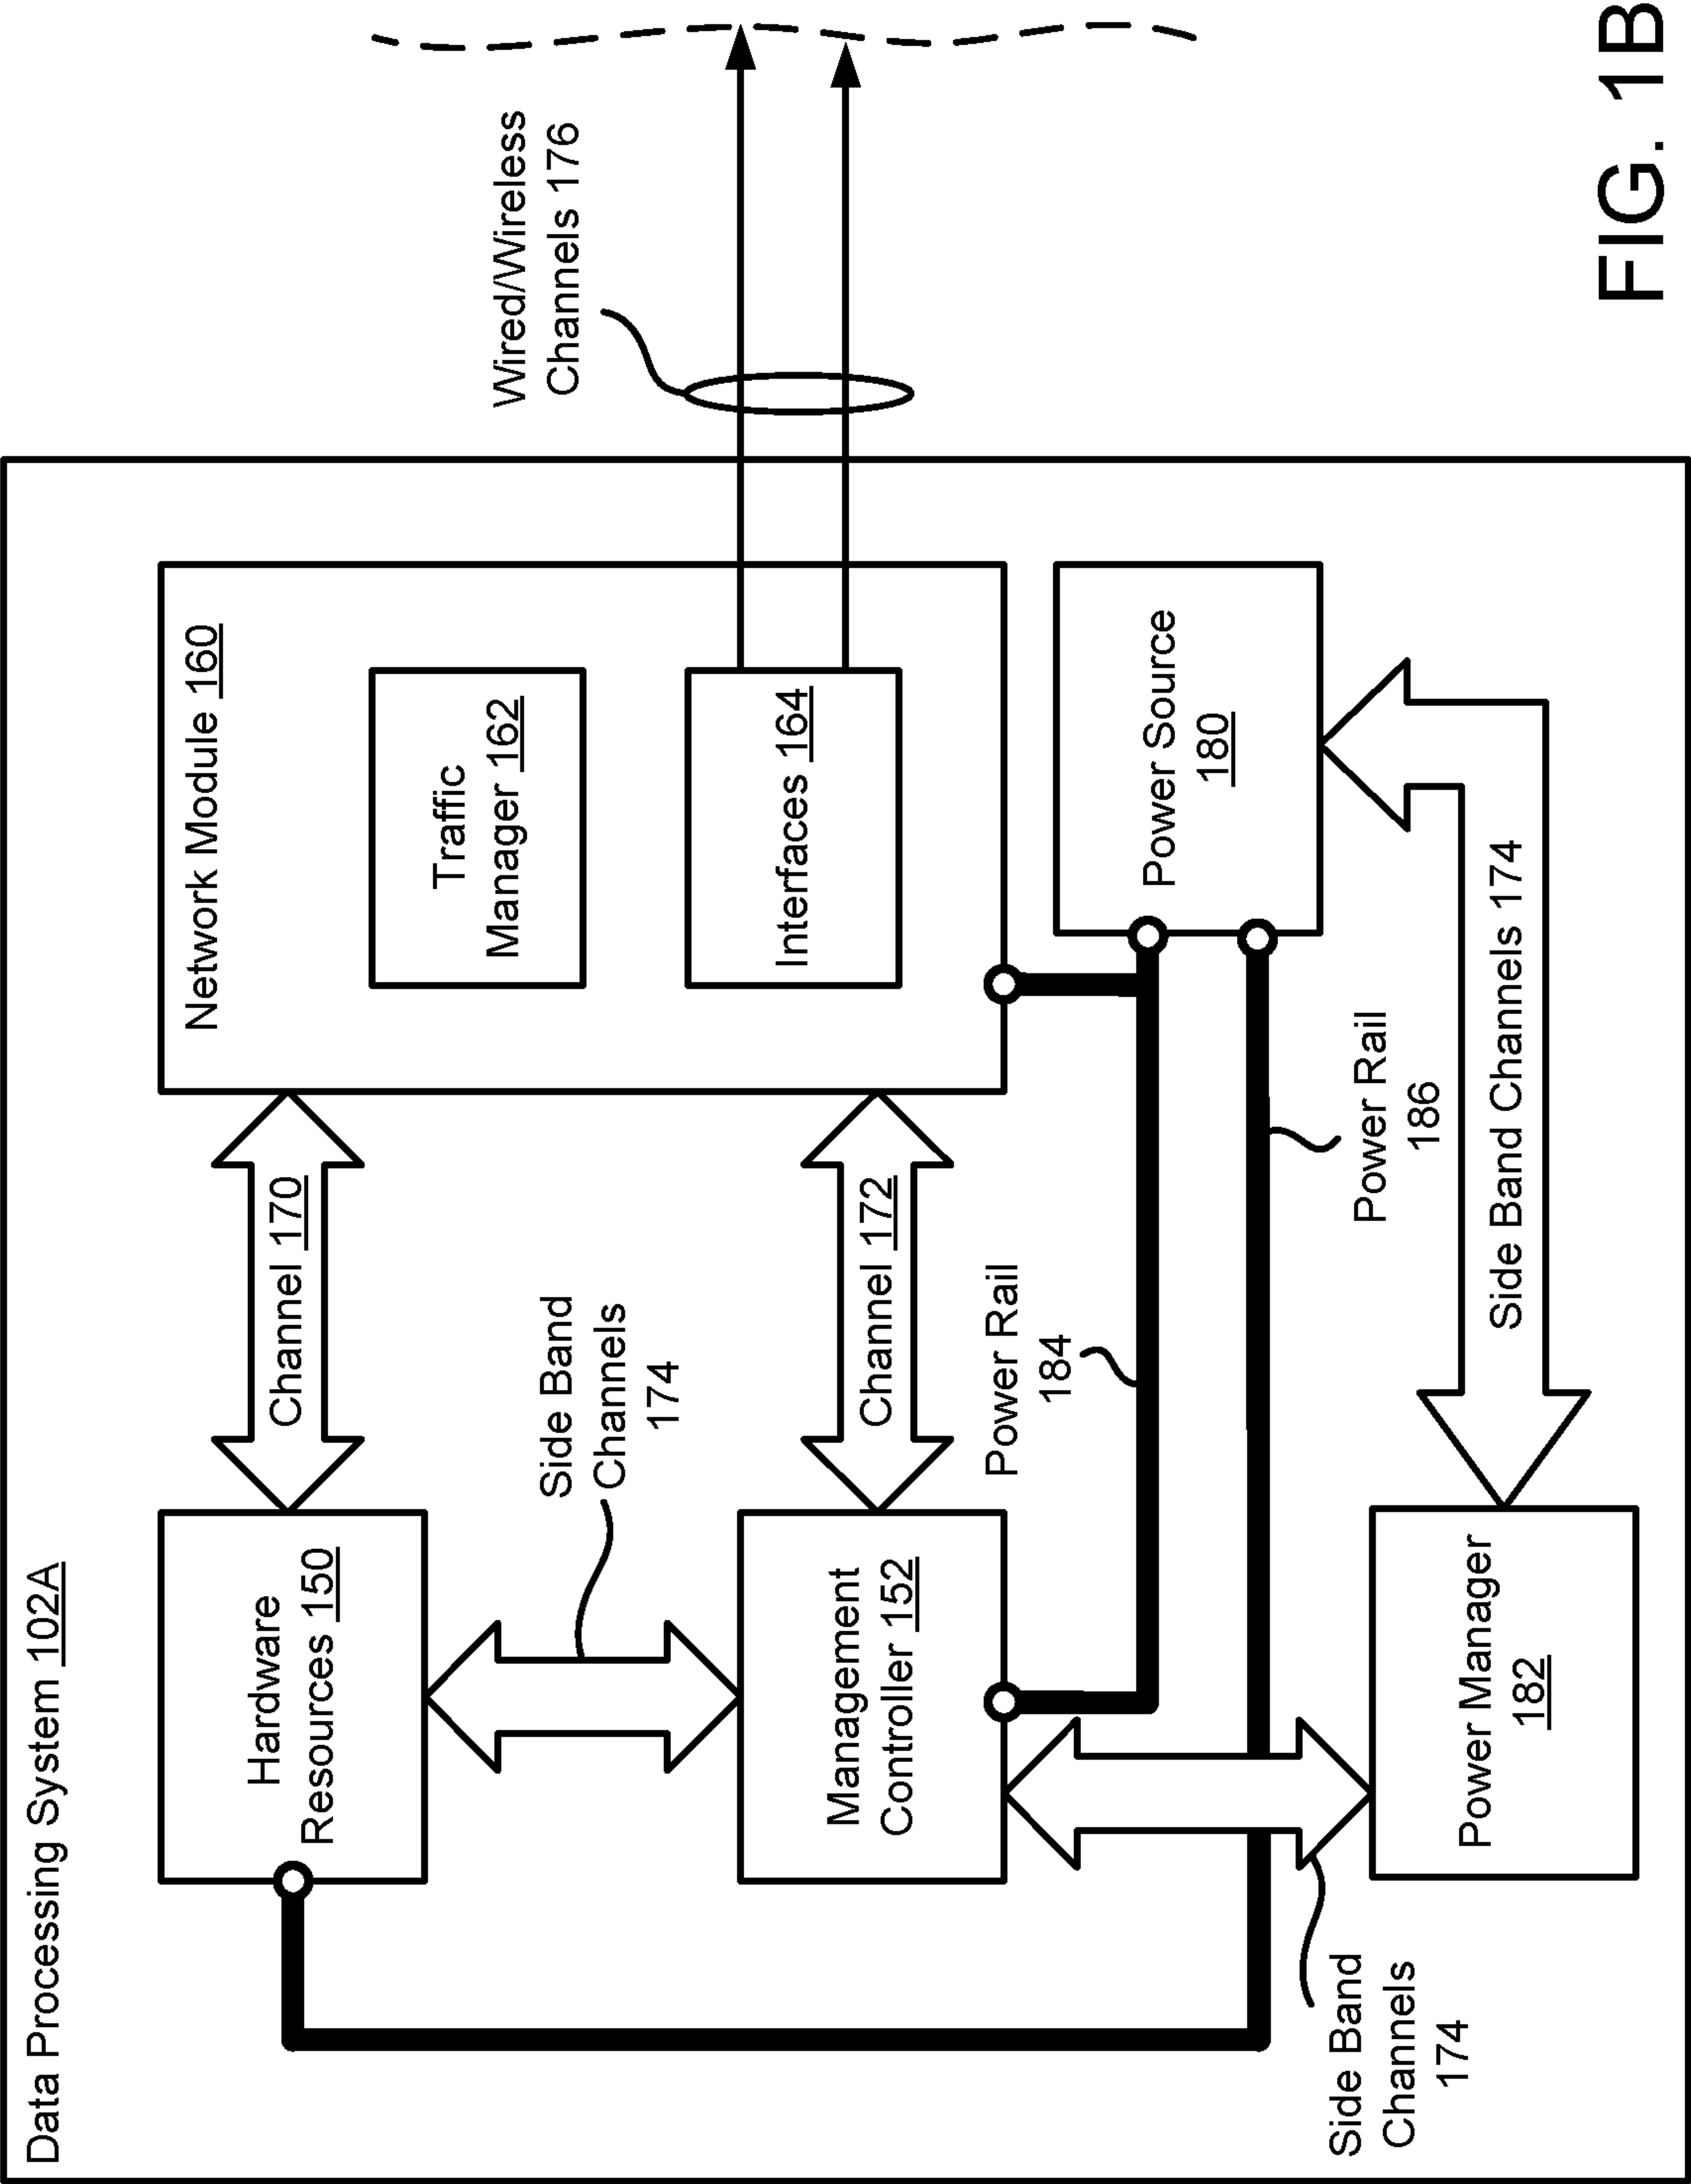 Data Processing System 102A
Hardware
Resources 150
Channel 170
Network Module 160
Traffic
Manager 162
Interfaces 164
Wired/Wireless
Channels 176
Side Band
Channels
174
Management
Controller 152
Channel 172
Power Rail
184
Power Source
180
Power Rail
186
Side Band Channels 174
Side Band
Channels
174
Power Manager
182
FIG. 1B